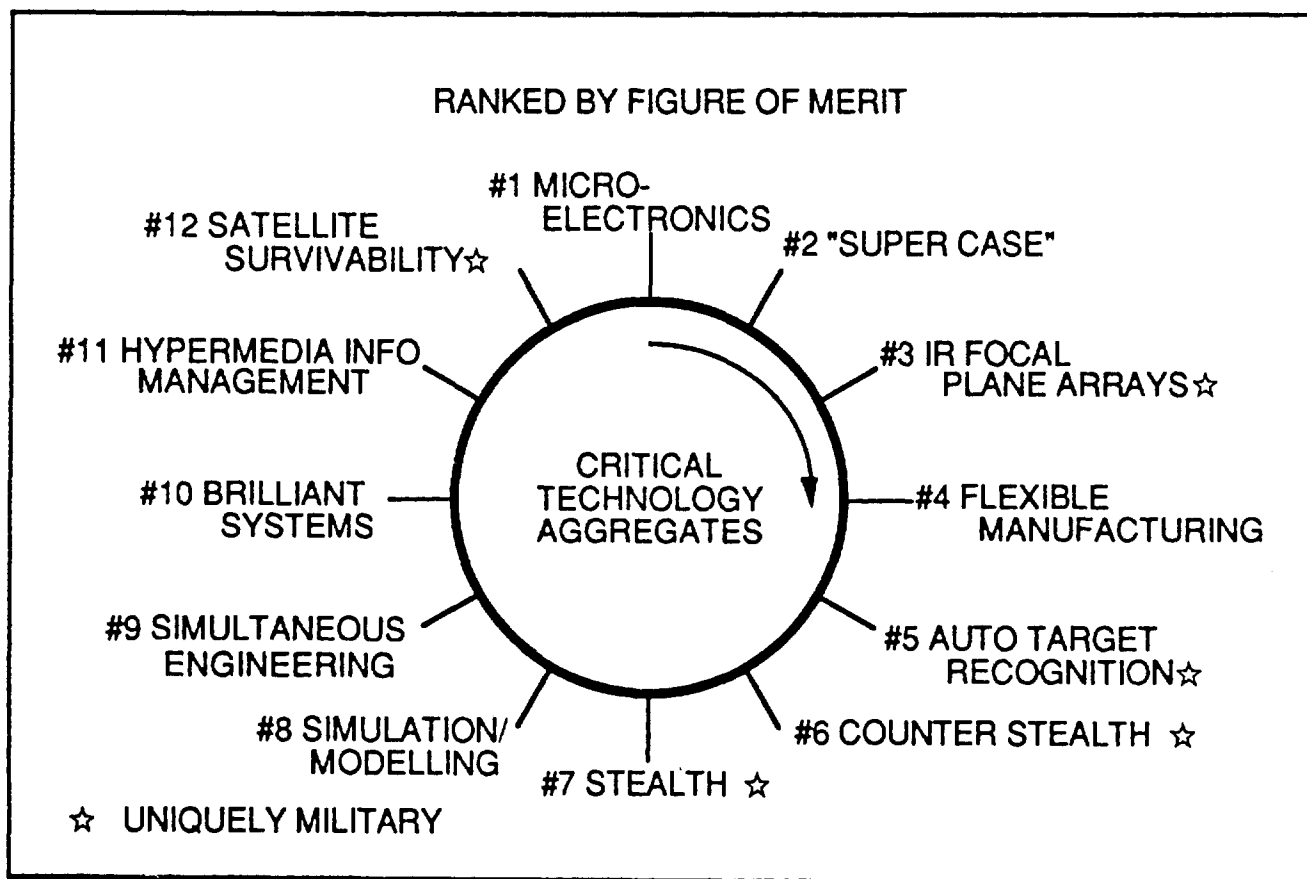 RANKED BY FIGURE OF MERIT
#1 MICRO-
ELECTRONICS
#2 "SUPER CASE"
#3 IR FOCAL
PLANE ARRAYS☆
#4 FLEXIBLE
MANUFACTURING
#5 AUTO TARGET
RECOGNITION☆
#6 COUNTER STEALTH ☆
#7 STEALTH ☆
#8 SIMULATION/
MODELLING
#9 SIMULTANEOUS
ENGINEERING
#10 BRILLIANT
SYSTEMS
#11 HYPERMEDIA INFO
MANAGEMENT
#12 SATELLITE
SURVIVABILITY☆
CRITICAL
TECHNOLOGY
AGGREGATES
☆ UNIQUELY MILITARY